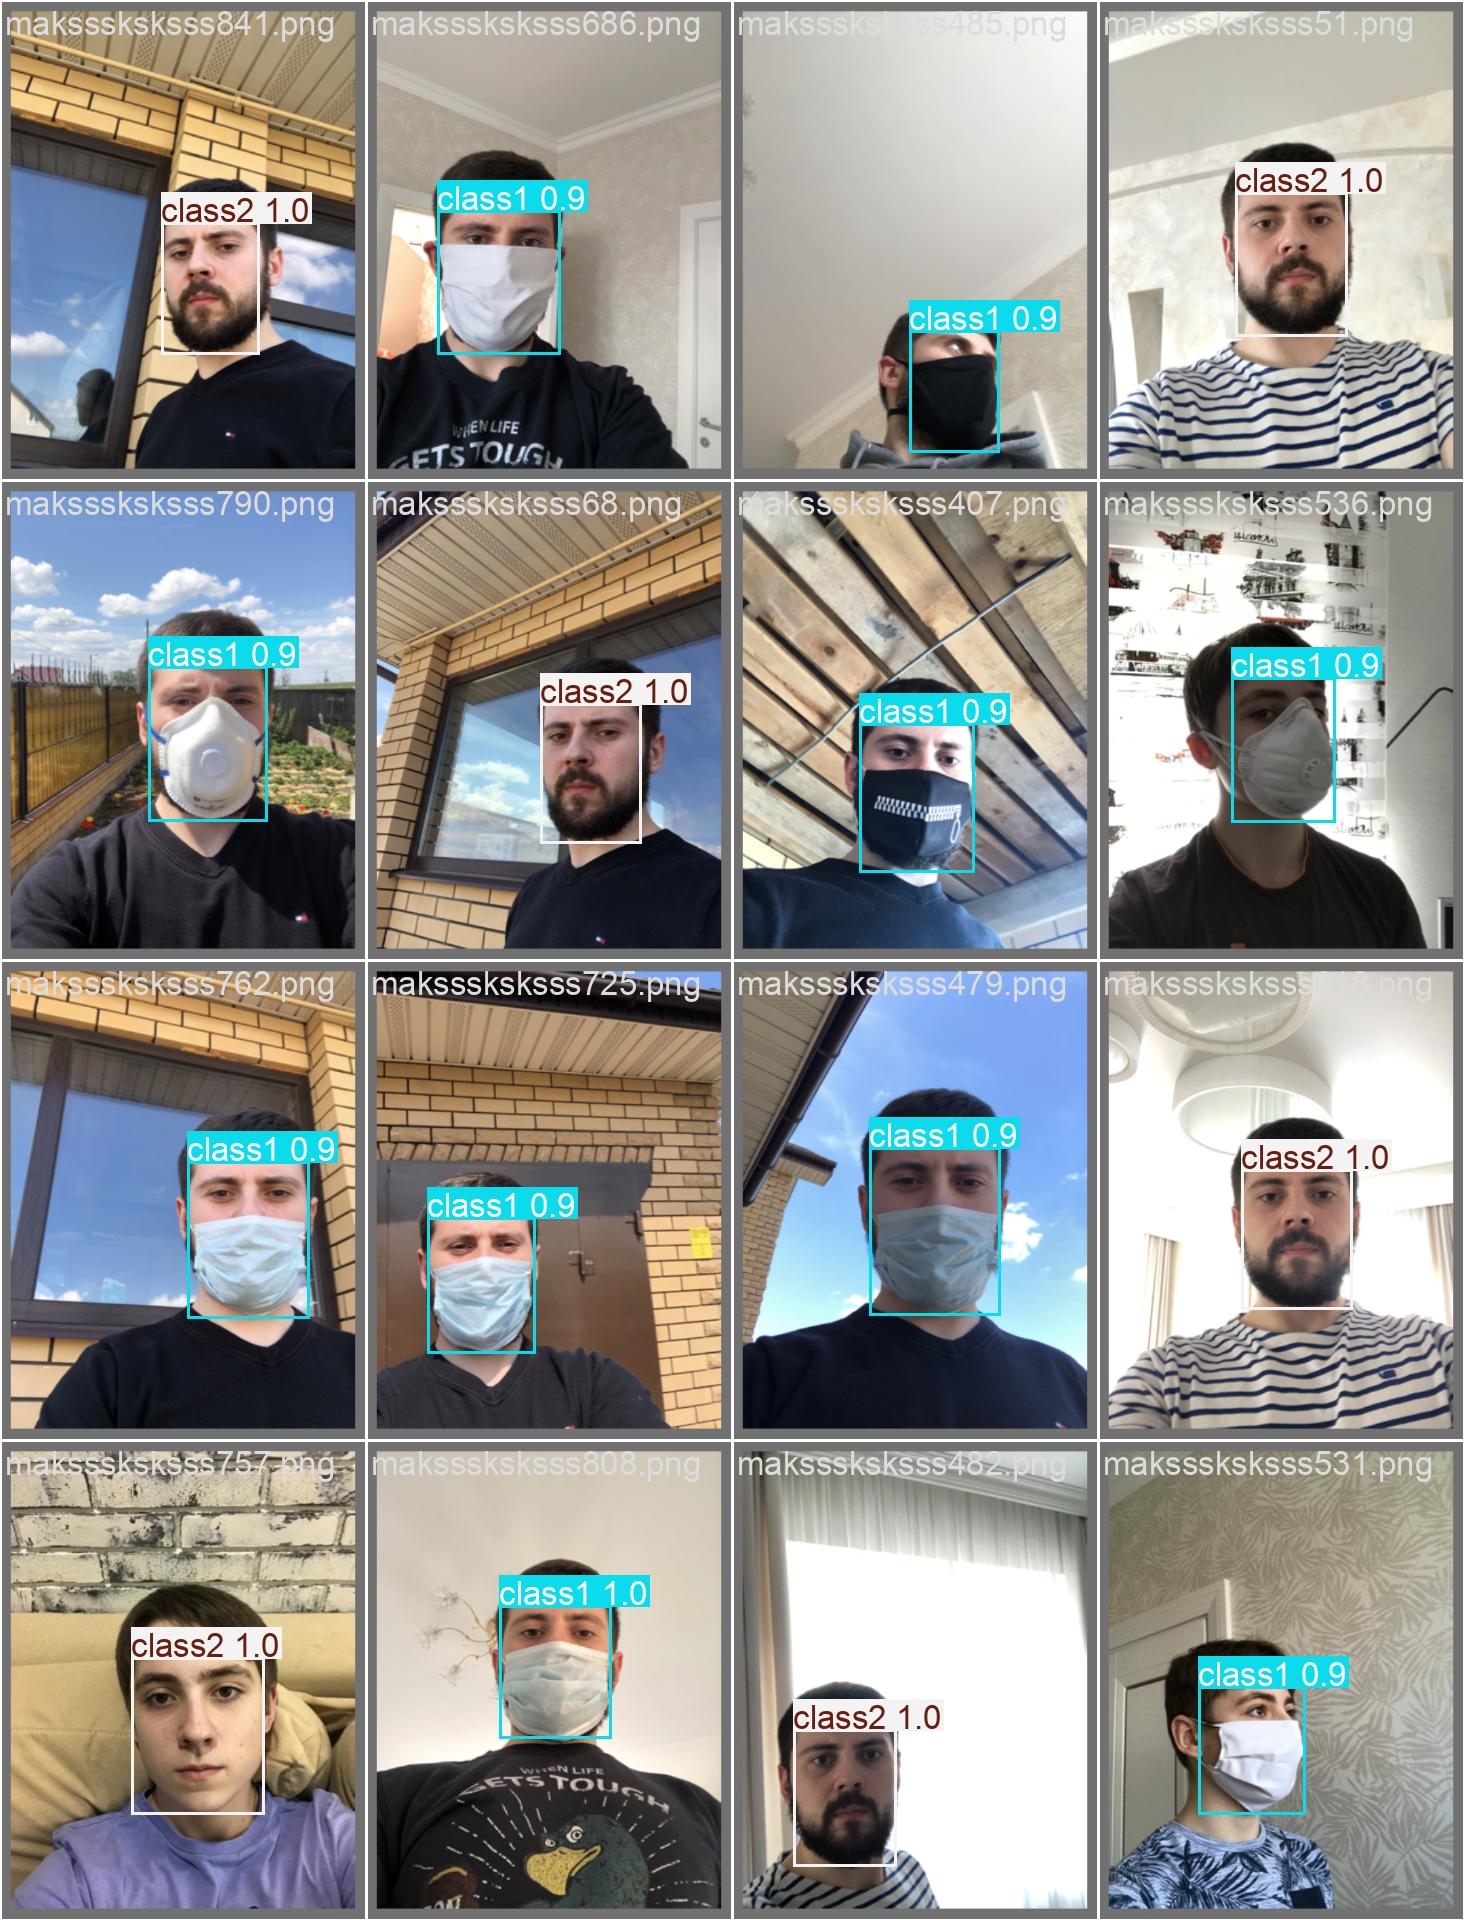 maksssksksss841.png
class2 1.0
maksssksksss686.png
class1 0.9
WHEN LIFE
GETS TOUGH
maksssksksss485.png
class1 0.9
maksssksksss51.png
class2 1.0
maksssksksss790.png
class1 0.9
maksssksksss68.png
class2 1.0
maksssksksss407.png
class1 0.9
maksssksksss536.png
class1 0.9
maksssksksss762.png
class1 0.9
maksssksksss725.png
class1 0.9
maksssksksss479.png
class1 0.9
class2 1.0
maksssksksss757.png
class2 1.0
maksssksksss808.png
class1 1.0
WHEN LIFE
GETS TOUGH
maksssksksss482.png
class2 1.0
maksssksksss531.png
class1 0.9